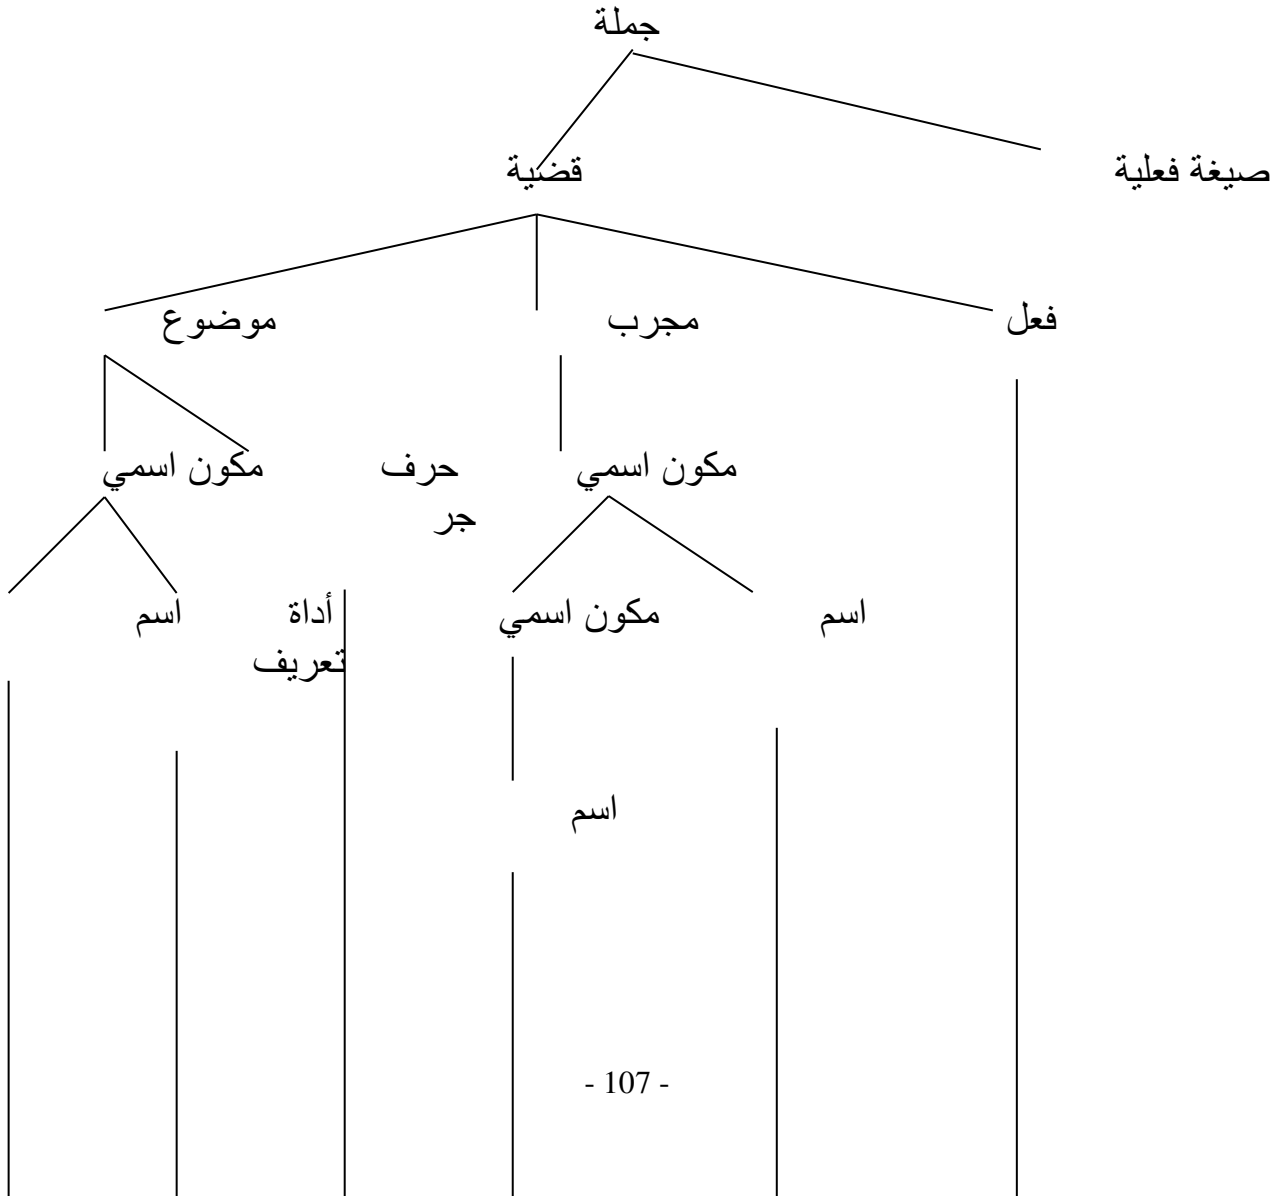 جملة
صيغة فعلية
قضية
فعل
مجرب
موضوع
مكون اسمي
حرف
جر
مكون اسمي
اسم
مكون اسمي
أداة
تعريف
اسم
اسم
- 107 -